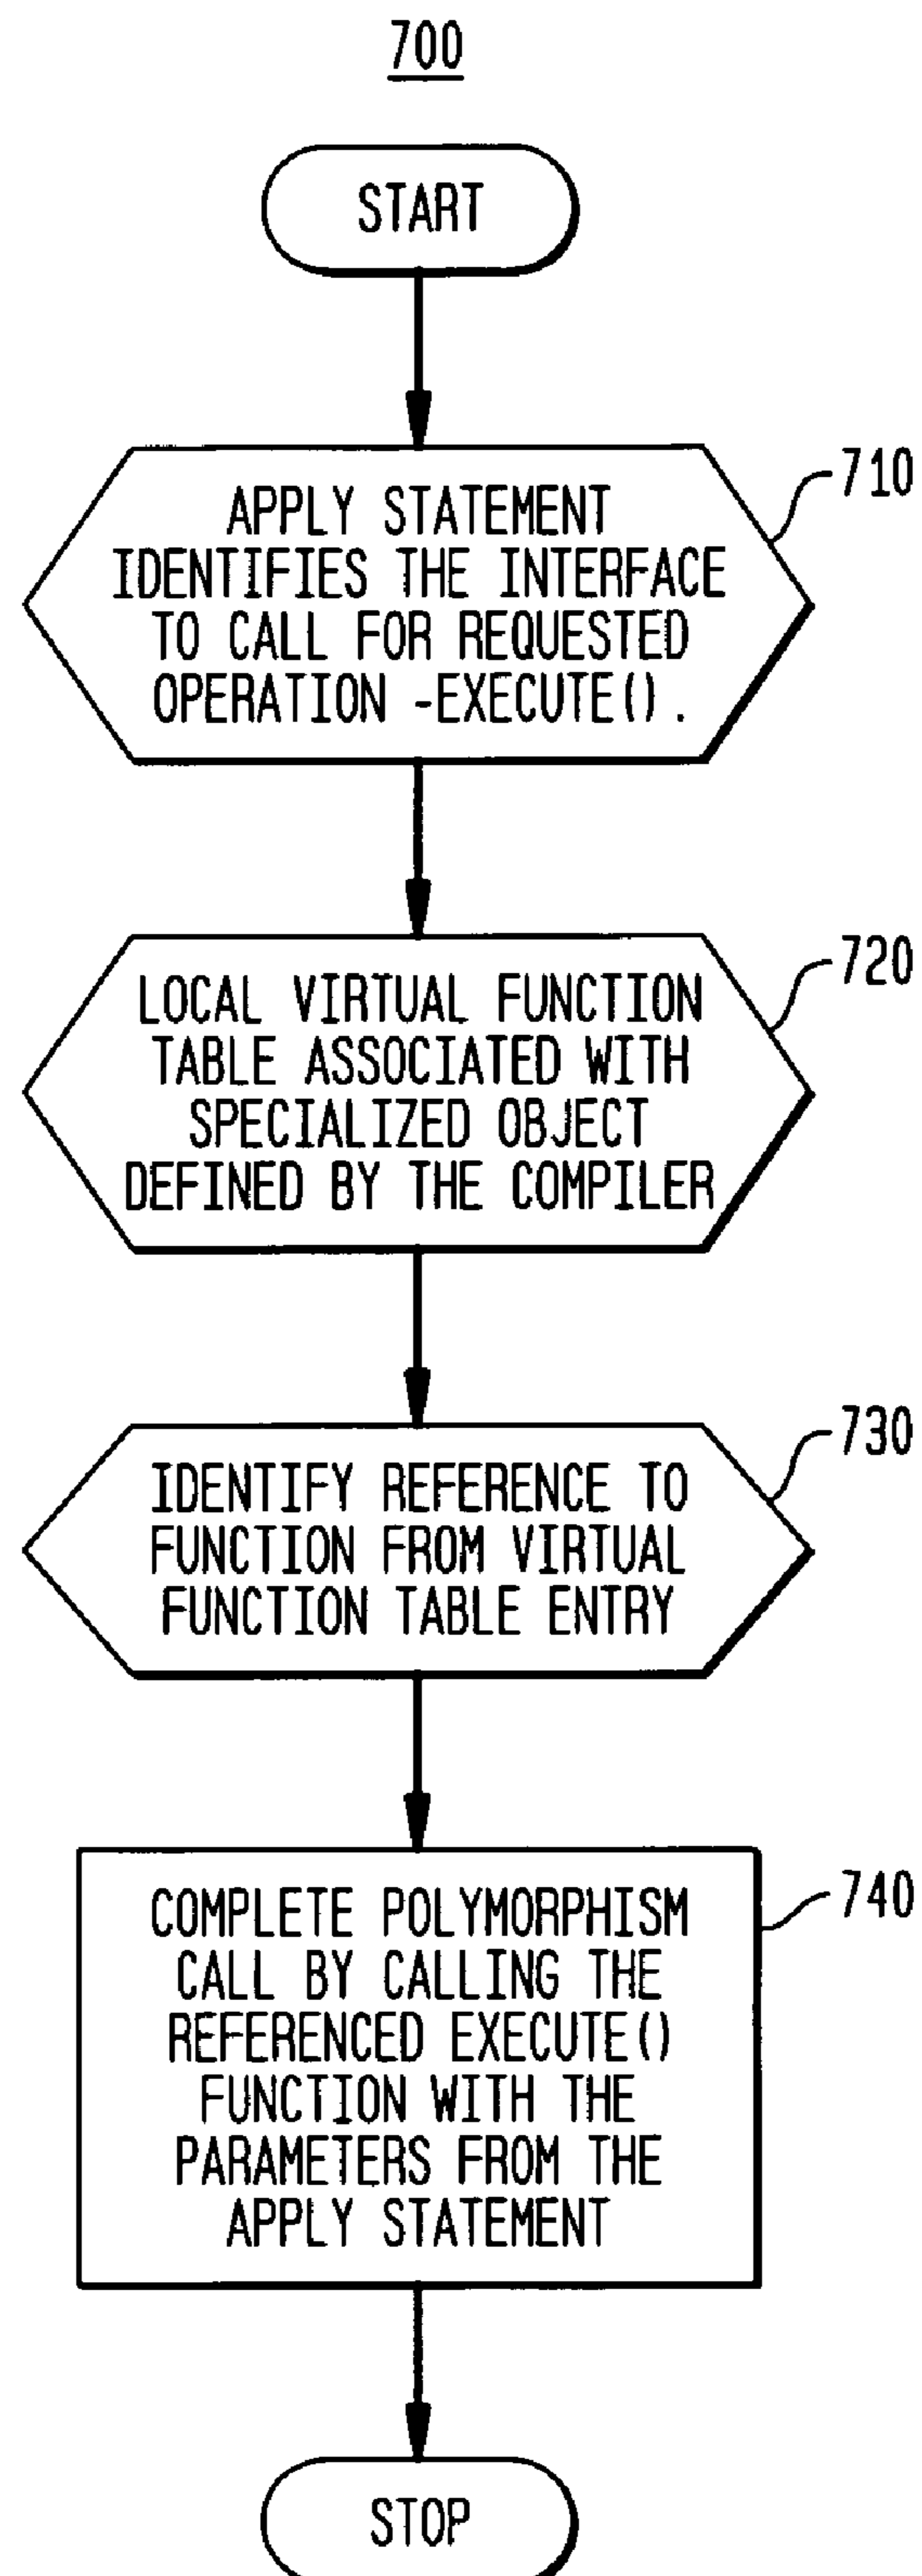 700
START
710
APPLY STATEMENT
IDENTIFIES THE INTERFACE
TO CALL FOR REQUESTED
OPERATION -EXECUTE().
720
LOCAL VIRTUAL FUNCTION
TABLE ASSOCIATED WITH
SPECIALIZED OBJECT
DEFINED BY THE COMPILER
730
IDENTIFY REFERENCE TO
FUNCTION FROM VIRTUAL
FUNCTION TABLE ENTRY
740
COMPLETE POLYMORPHISM
CALL BY CALLING THE
REFERENCED EXECUTE()
FUNCTION WITH THE
PARAMETERS FROM THE
APPLY STATEMENT
STOP